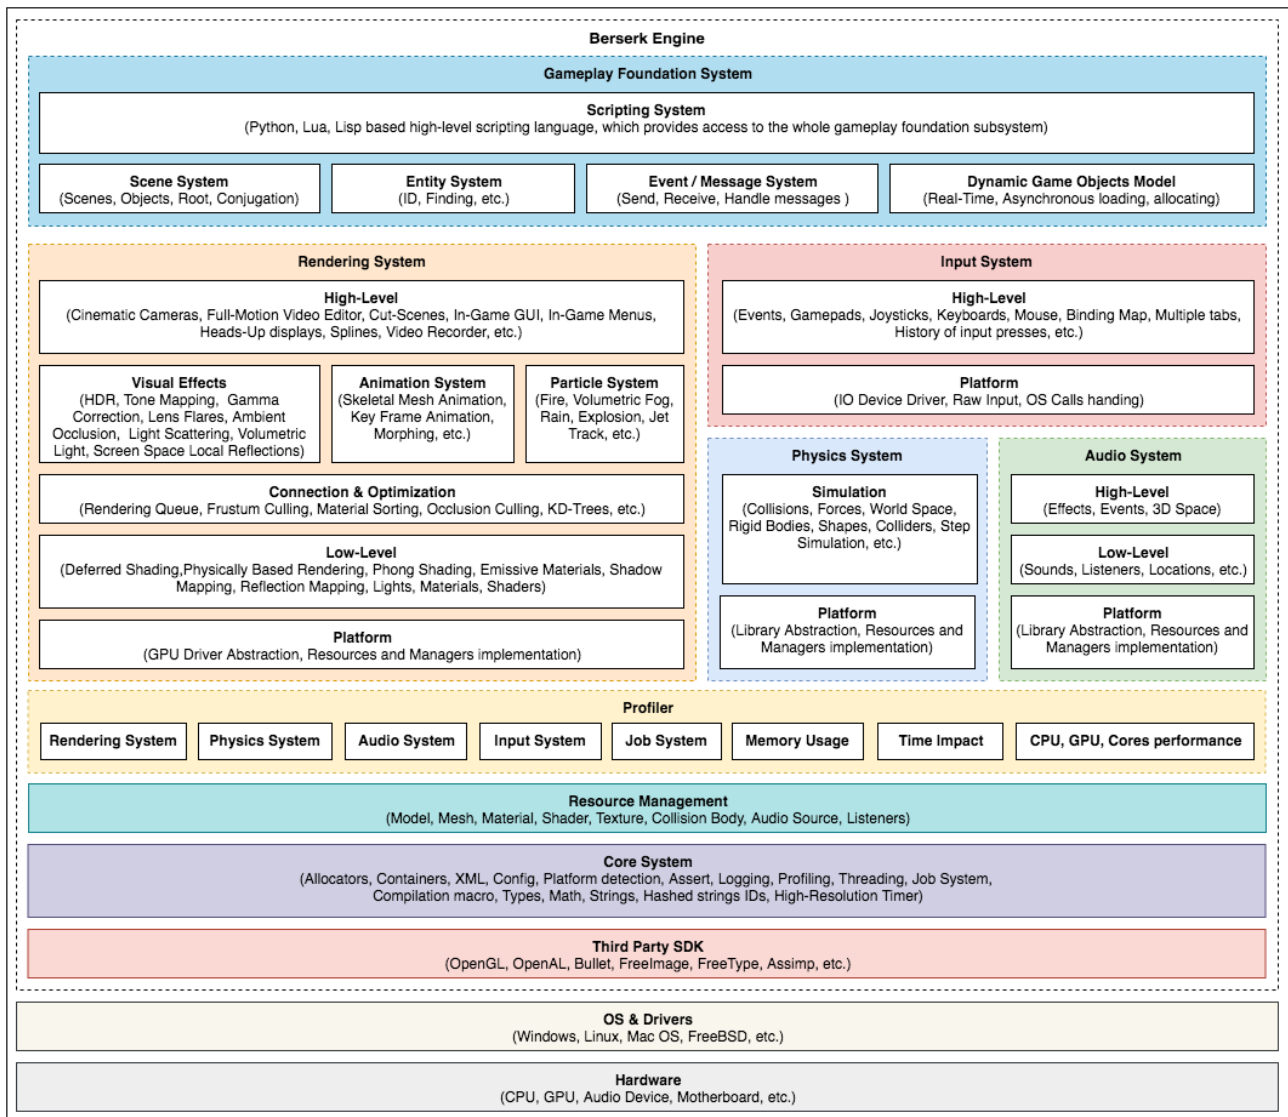 Berserk Engine
Gameplay Foundation System
Scripting System
(Python, Lua, Lisp based high-level scripting language, which provides access to the whole gameplay foundation subsystem)
Scene System
(Scenes, Objects, Root, Conjugation)
Entity System
(ID, Finding, etc.)
Event / Message System
(Send, Receive, Handle messages )
Dynamic Game Objects Model
(Real-Time, Asynchronous loading, allocating)
Rendering System
High-Level
(Cinematic Cameras, Full-Motion Video Editor, Cut-Scenes, In-Game GUI, In-Game Menus,
Heads-Up displays, Splines, Video Recorder, etc.)
Visual Effects
(HDR, Tone Mapping,  Gamma
Correction, Lens Flares, Ambient
Occlusion,  Light Scattering, Volumetric
Light, Screen Space Local Reflections)
Animation System
(Skeletal Mesh Animation,
Key Frame Animation,
Morphing, etc.)
Particle System
(Fire, Volumetric Fog,
Rain, Explosion, Jet
Track, etc.)
Connection & Optimization
(Rendering Queue, Frustum Culling, Material Sorting, Occlusion Culling, KD-Trees, etc.)
Low-Level
(Deferred Shading,Physically Based Rendering, Phong Shading, Emissive Materials, Shadow
Mapping, Reflection Mapping, Lights, Materials, Shaders)
Platform
(GPU Driver Abstraction, Resources and Managers implementation)
Input System
High-Level
(Events, Gamepads, Joysticks, Keyboards, Mouse, Binding Map, Multiple tabs,
History of input presses, etc.)
Platform
(IO Device Driver, Raw Input, OS Calls handing)
Physics System
Simulation
(Collisions, Forces, World Space,
Rigid Bodies, Shapes, Colliders, Step
Simulation, etc.)
Platform
(Library Abstraction, Resources and
Managers implementation)
Audio System
High-Level
(Effects, Events, 3D Space)
Low-Level
(Sounds, Listeners, Locations, etc.)
Platform
(Library Abstraction, Resources and
Managers implementation)
Profiler
Rendering System
Physics System
Audio System
Input System
Job System
Memory Usage
Time Impact
CPU, GPU, Cores performance
Resource Management
(Model, Mesh, Material, Shader, Texture, Collision Body, Audio Source, Listeners)
Core System
(Allocators, Containers, XML, Config, Platform detection, Assert, Logging, Profiling, Threading, Job System,
Compilation macro, Types, Math, Strings, Hashed strings IDs, High-Resolution Timer)
Third Party SDK
(OpenGL, OpenAL, Bullet, FreeImage, FreeType, Assimp, etc.)
OS & Drivers
(Windows, Linux, Mac OS, FreeBSD, etc.)
Hardware
(CPU, GPU, Audio Device, Motherboard, etc.)